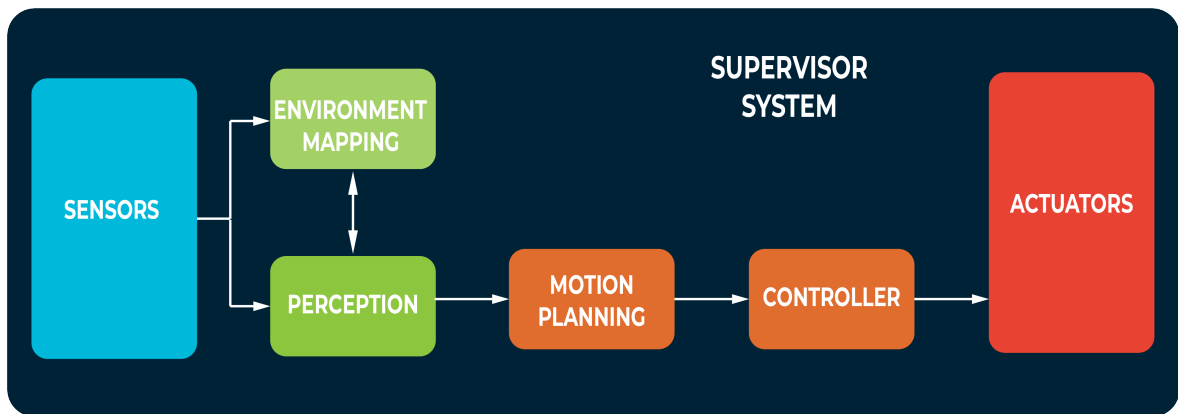 SUPERVISOR
SYSTEM
SENSORS
ENVIRONMENT
MAPPING
PERCEPTION
MOTION
PLANNING
CONTROLLER
ACTUATORS